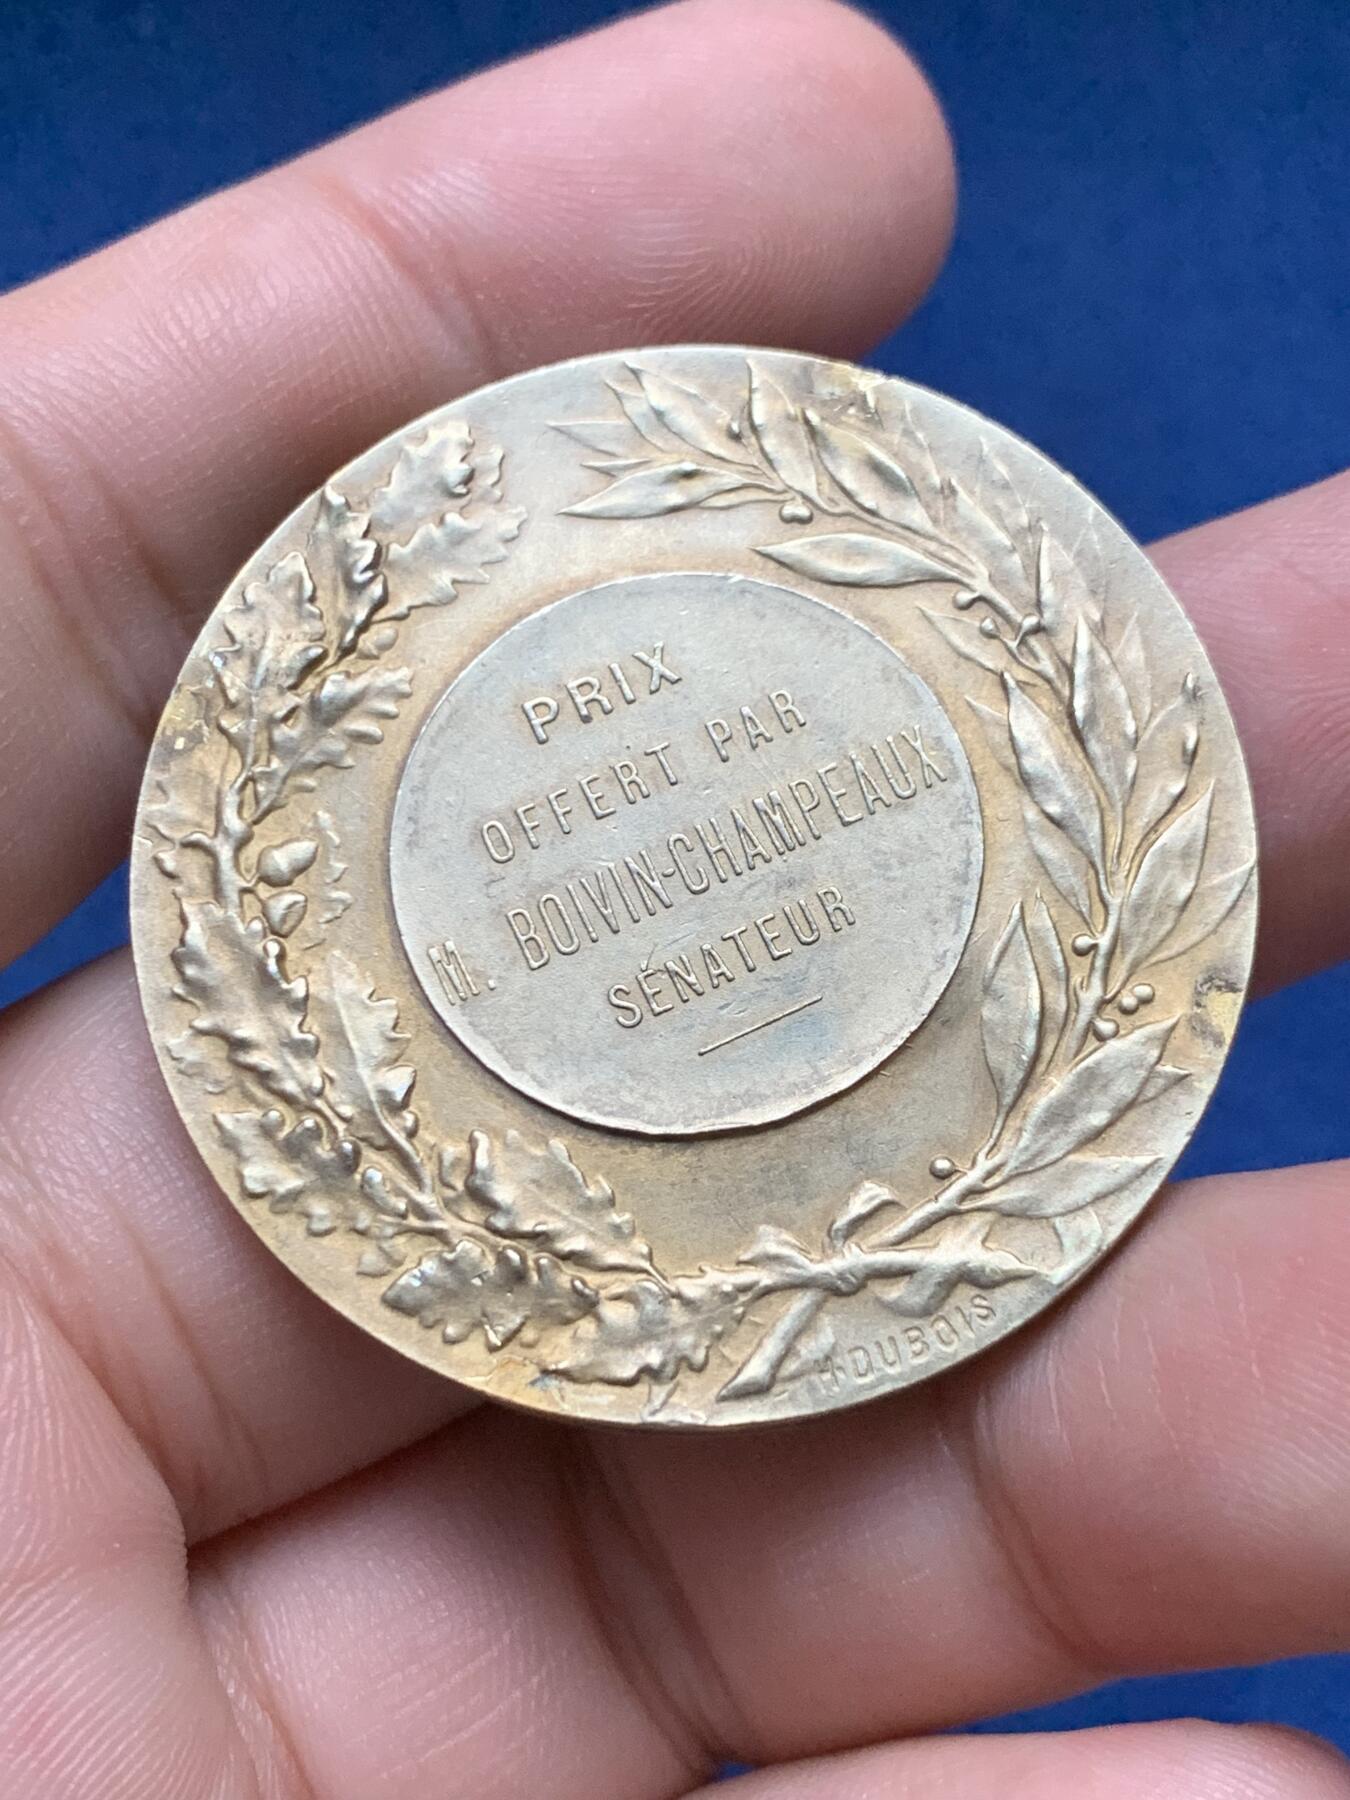 PRIX
OFFERT PAR
M. BOIVIN-CHAMPEAUX
SÉNATEUR
H·DUBOIS